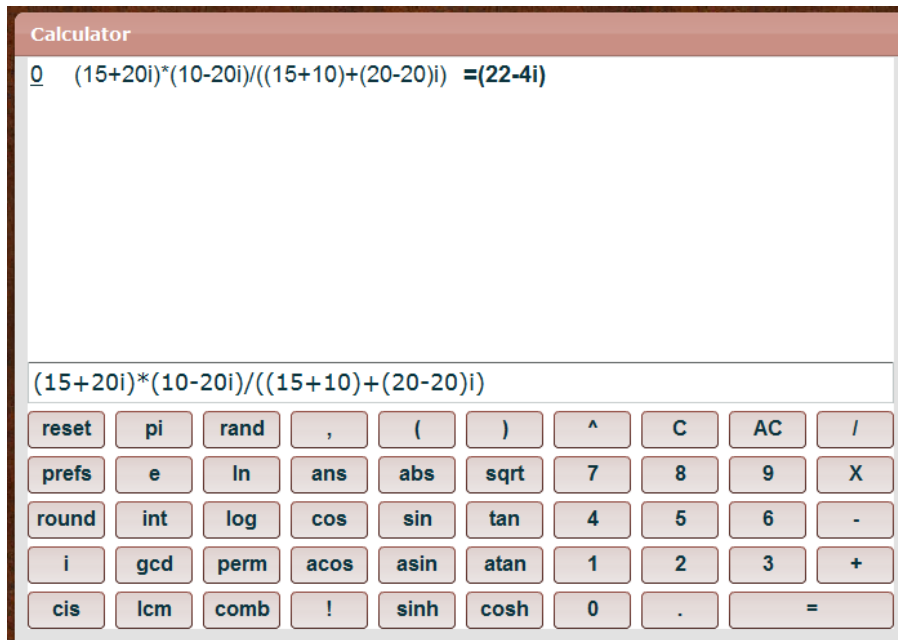 Calculator
0 (15+20i)*(10-20i)/((15+10)+(20-20)i) =(22-4i)
(15+20i)*(10-20i)/((15+10)+(20-20)i)
reset pi rand , ( ) ^ C AC /
prefs e ln ans abs sqrt 7 8 9 X
round int log cos sin tan 4 5 6 -
i gcd perm acos asin atan 1 2 3 +
cis lcm comb ! sinh cosh 0 . =